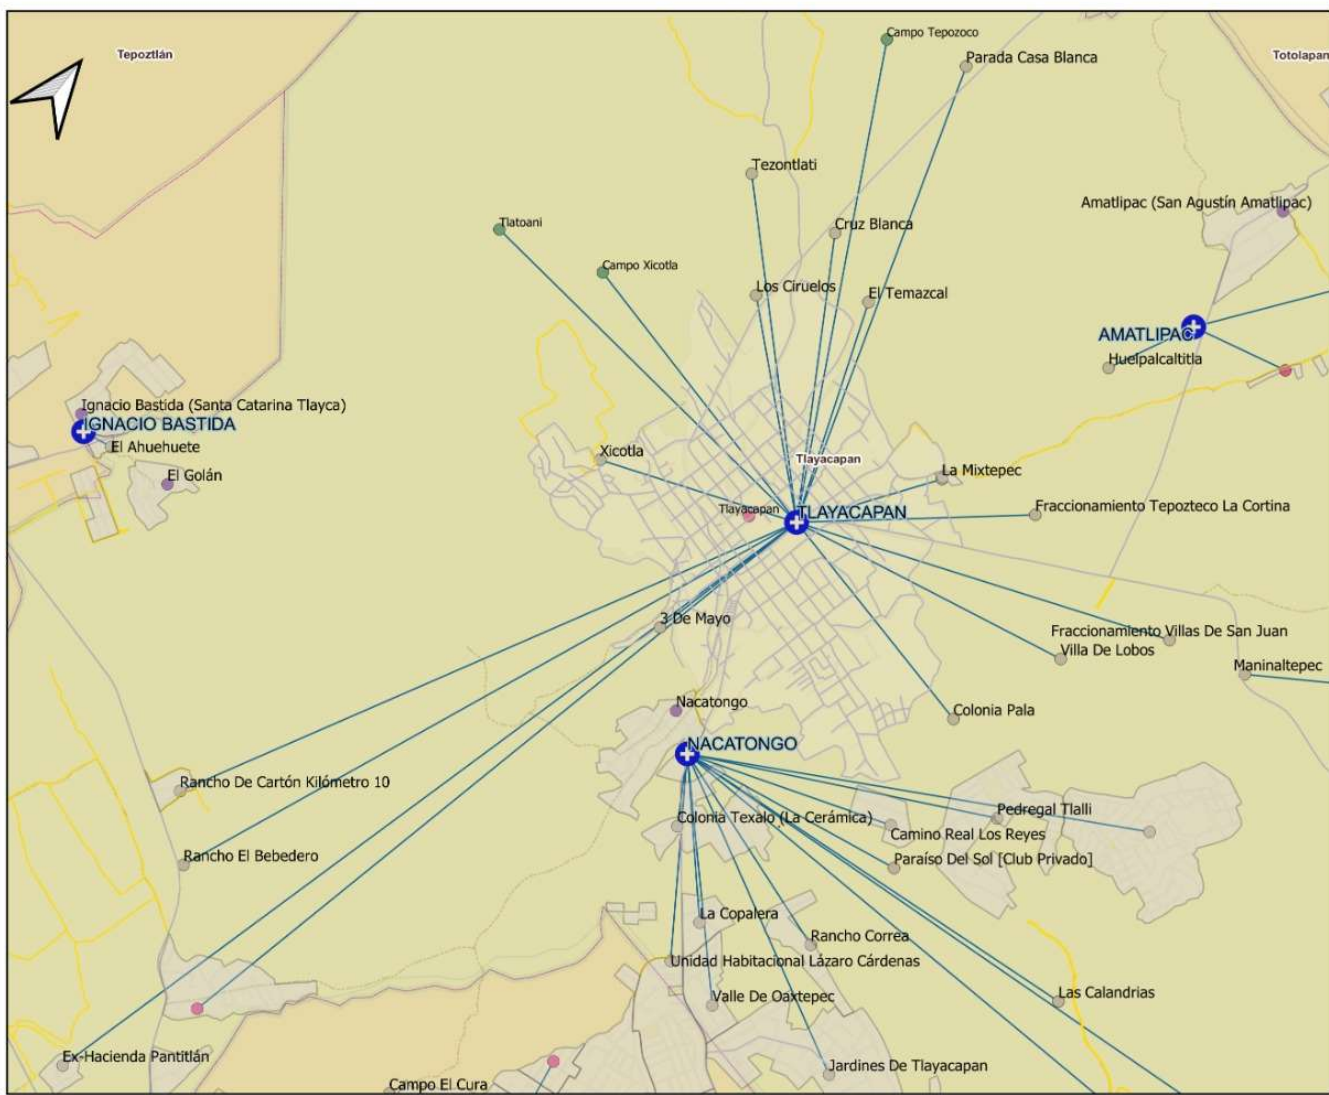 Campo Tepozoco
Tepoztlán
Parada Casa Blanca
Totolapan
Tezontlati
Amatlipac (San Agustín Amatlipac)
Tlatoani
Cruz Blanca
Campo Xicotla
Los Ciruelos
El Temazcal
AMATLIPAC
Huelpalcaltitla
Ignacio Bastida (Santa Catarina Tlayca)
IGNACIO BASTIDA
El Ahuehuete
Xicotla
Tlayacapan
La Mixtepec
El Golán
Fraccionamiento Tepozteco La Cortina
Tlayacapan
TLAYACAPAN
3 De Mayo
Fraccionamiento Villas De San Juan
Villa De Lobos
Maninaltepec
Nacatongo
Colonia Pala
NACATONGO
Rancho De Cartón Kilómetro 10
Pedregal Tlalli
Colonia Texalo (La Cerámica)
Camino Real Los Reyes
Rancho El Bebedero
Paraíso Del Sol [Club Privado]
La Copalera
Rancho Correa
Unidad Habitacional Lázaro Cárdenas
Valle De Oaxtepec
Las Calandrias
Ex-Hacienda Pantitlán
Jardines De Tlayacapan
Campo El Cura